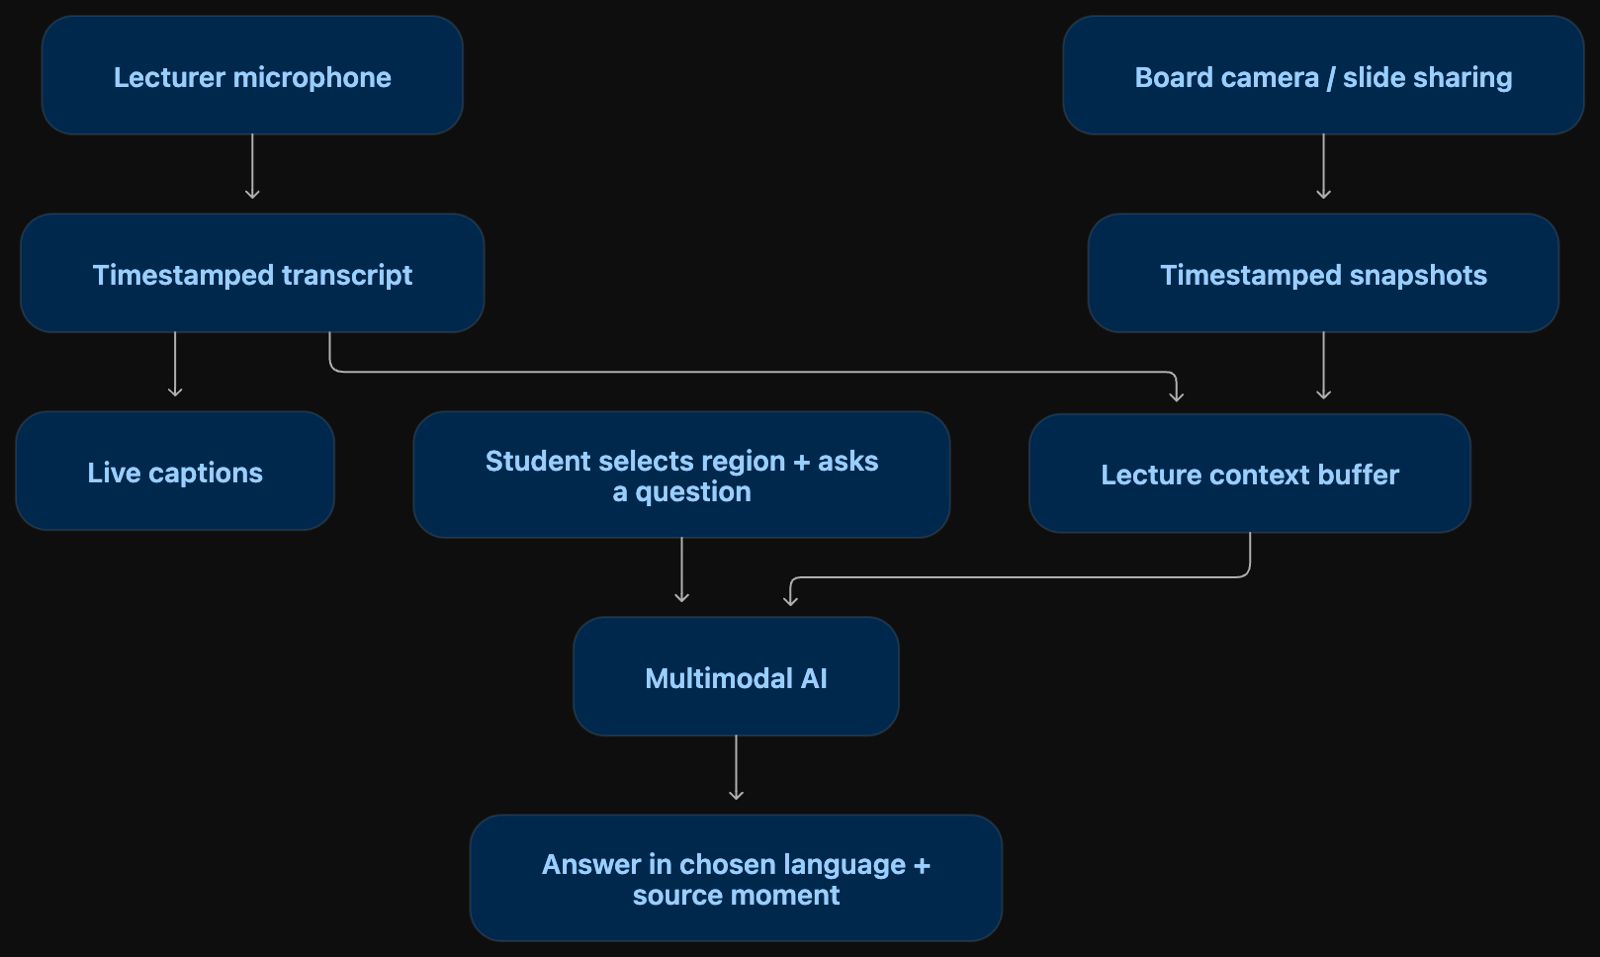 Lecturer microphone
Board camera / slide sharing
Timestamped transcript
Timestamped snapshots
Live captions
Student selects region + asks
a question
Lecture context buffer
Multimodal AI
Answer in chosen language +
source moment